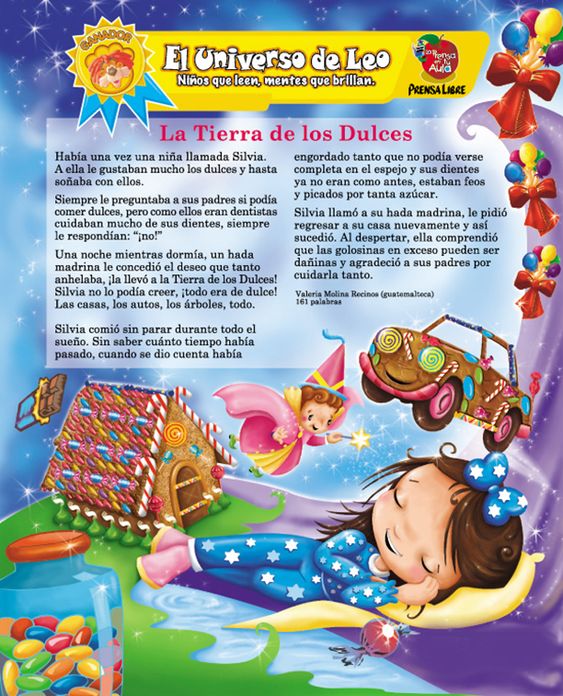 GANADOR
El Universo de Leo
Niños que leen, mentes que brillan.
La Prensa
en tu
Aula
PRENSA LIBRE
La Tierra de los Dulces
Había una vez una niña llamada Silvia.
A ella le gustaban mucho los dulces y hasta
soñaba con ellos.
Siempre le preguntaba a sus padres si podía
comer dulces, pero como ellos eran dentistas
cuidaban mucho de sus dientes, siempre
le respondían: “¡no!”
Una noche mientras dormía, un hada
madrina le concedió el deseo que tanto
anhelaba, ¡la llevó a la Tierra de los Dulces!
Silvia no lo podía creer, ¡todo era de dulce!
Las casas, los autos, los árboles, todo.
Silvia comió sin parar durante todo el
sueño. Sin saber cuánto tiempo había
pasado, cuando se dio cuenta había
engordado tanto que no podía verse
completa en el espejo y sus dientes
ya no eran como antes, estaban feos
y picados por tanta azúcar.
Silvia llamó a su hada madrina, le pidió
regresar a su casa nuevamente y así
sucedió. Al despertar, ella comprendió
que las golosinas en exceso pueden ser
dañinas y agradeció a sus padres por
cuidarla tanto.
Valeria Molina Recinos (guatemalteca)
161 palabras